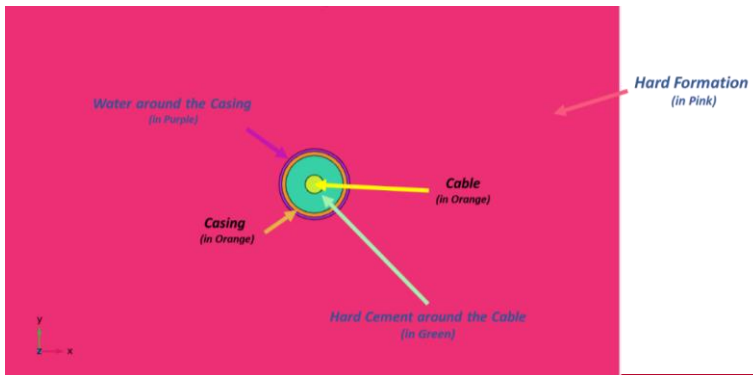 Hard Formation
(in Pink)
Water around the Casing
(in Purple)
Cable
(in Orange)
Casing
(in Orange)
Hard Cement around the Cable
(in Green)
y
z
x